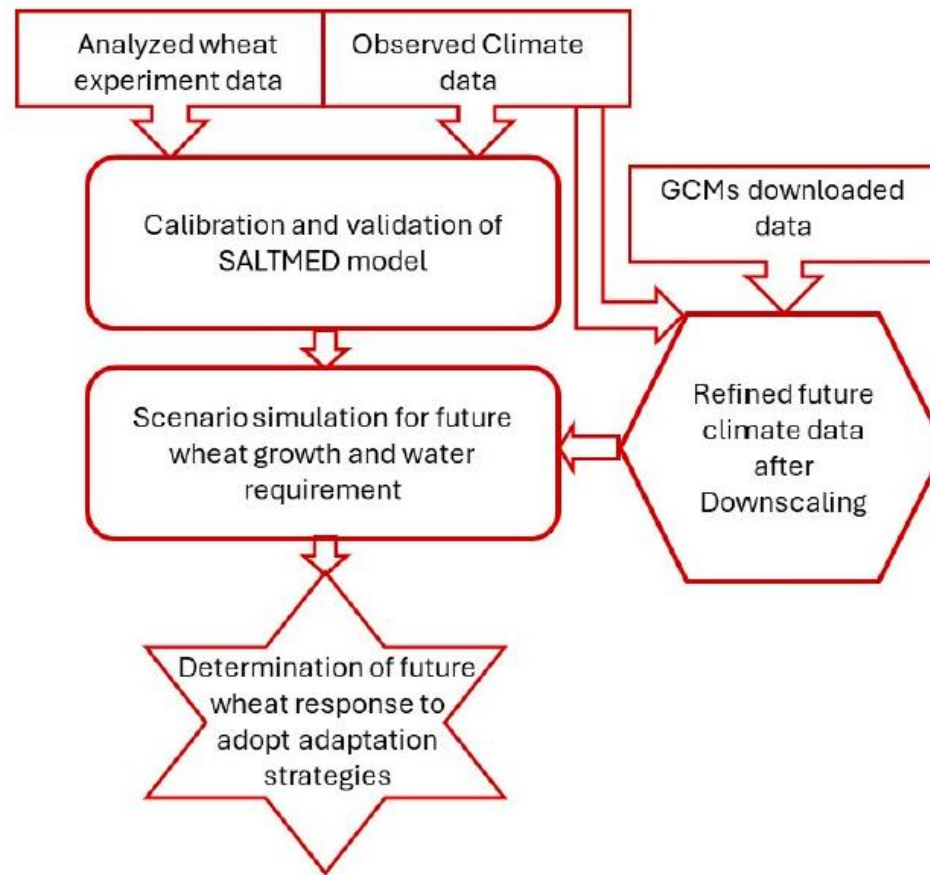 Analyzed wheat
experiment data
Observed Climate
data
GCMs downloaded
data
Calibration and validation of
SALTMED model
Scenario simulation for future
wheat growth and water
requirement
Refined future
climate data
after
Downscaling
Determination of future
wheat response to
adopt adaptation
strategies